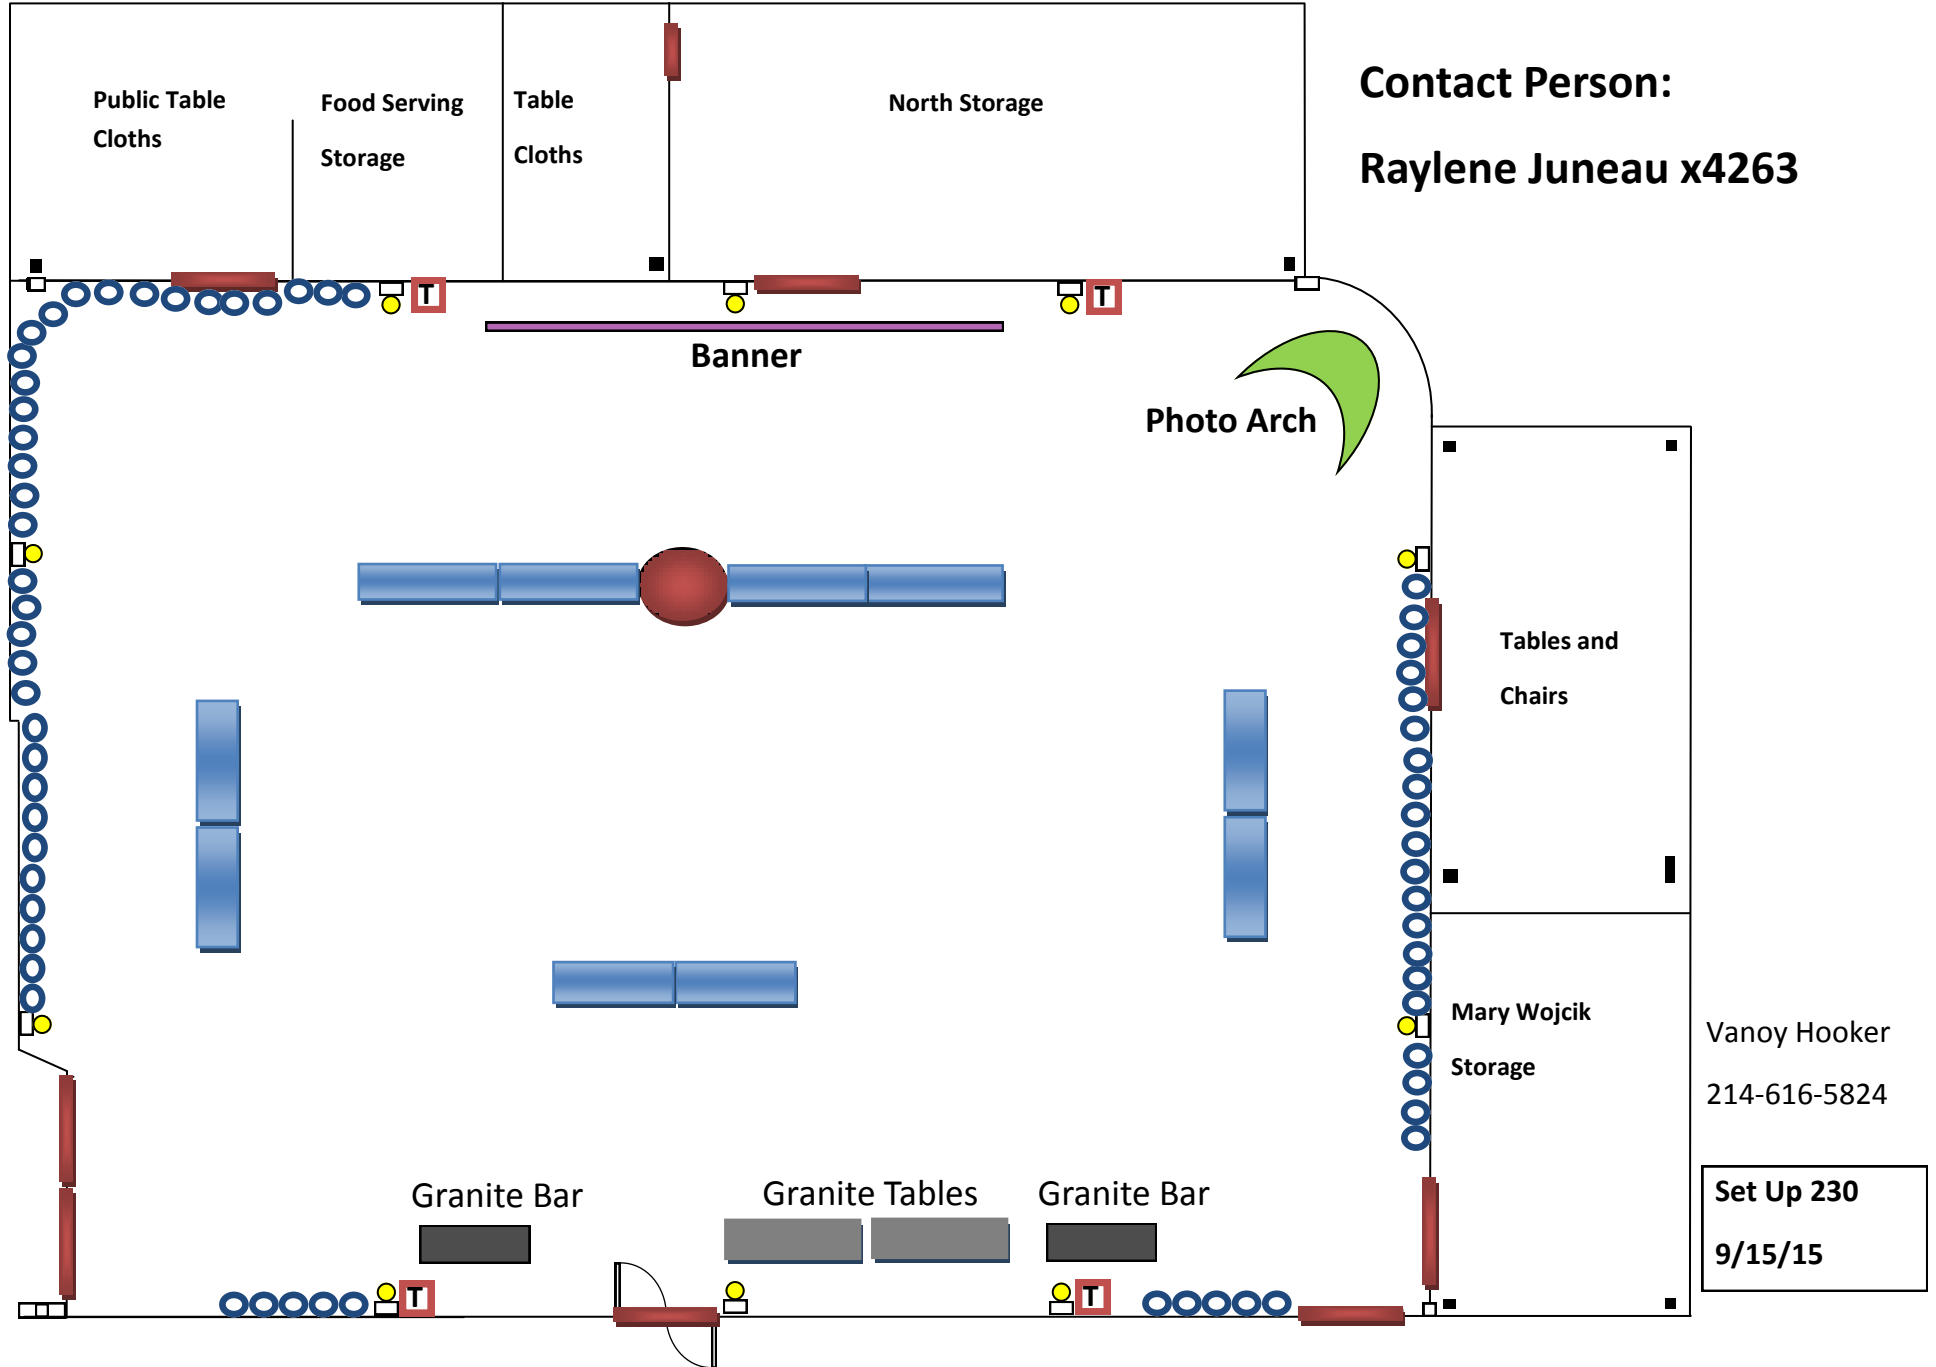 Public Table
Cloths
Food Serving
Storage
Table
Cloths
North Storage
Contact Person:
Raylene Juneau x4263
T
T
Banner
Photo Arch
Tables and
Chairs
Mary Wojcik
Storage
Vanoy Hooker
214-616-5824
Granite Bar
Granite Tables
Granite Bar
Set Up 230
9/15/15
T
T